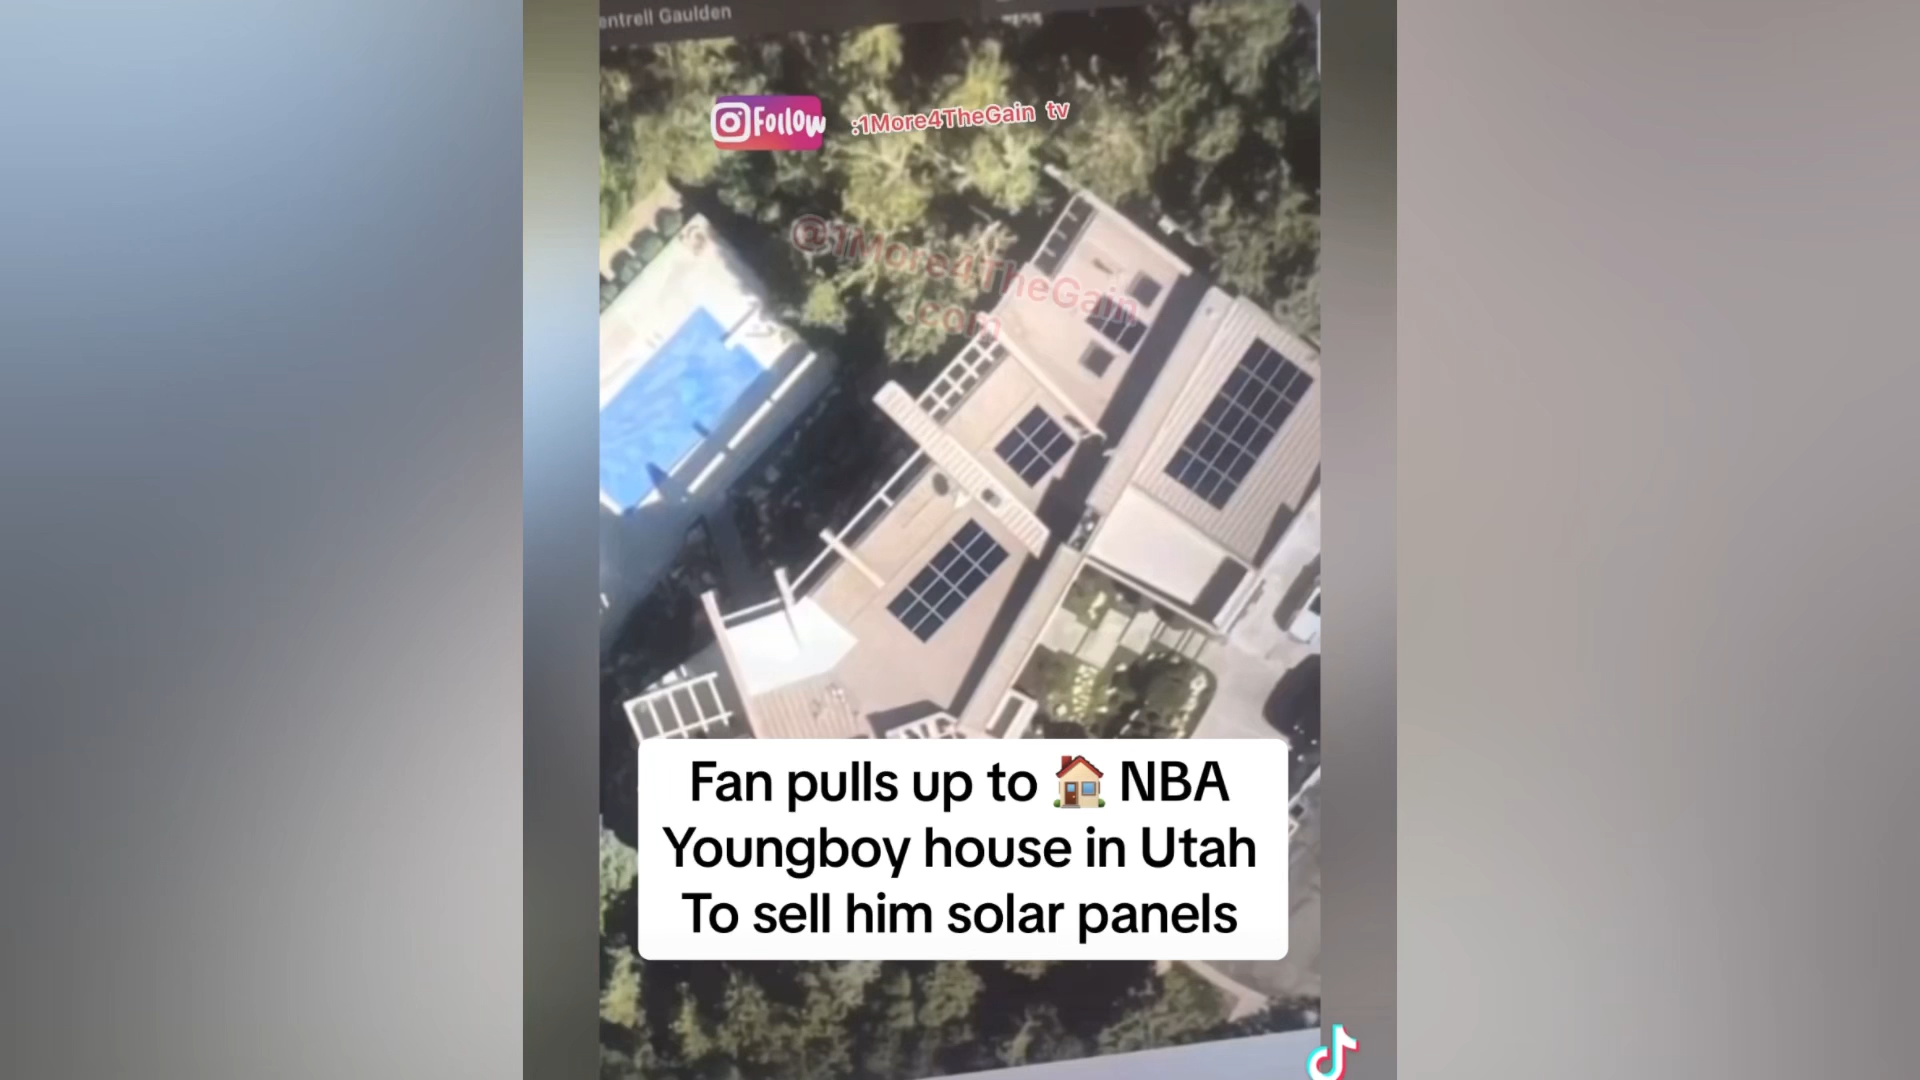 entrell Gaulden
Follow :1More4TheGain tv
@1More4TheGain
.com
Fan pulls up to NBA
Youngboy house in Utah
To sell him solar panels